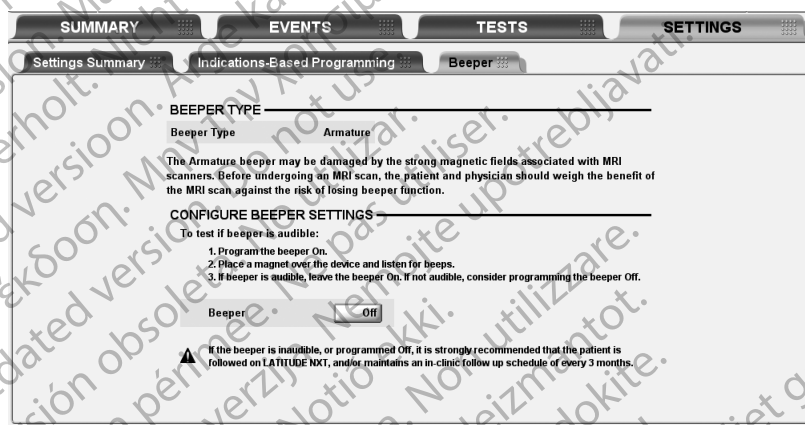 SUMMARY EVENTS TESTS SETTINGS
Settings Summary Indications-Based Programming Beeper
BEEPER TYPE
Beeper Type Armature
The Armature beeper may be damaged by the strong magnetic fields associated with MRI
scanners. Before undergoing an MRI scan, the patient and physician should weigh the benefit of
the MRI scan against the risk of losing beeper function.
CONFIGURE BEEPER SETTINGS
To test if beeper is audible:
1. Program the beeper On.
2. Place a magnet over the device and listen for beeps.
3. If beeper is audible, leave the beeper On. If not audible, consider programming the beeper Off.
Beeper Off
If the beeper is inaudible, or programmed Off, it is strongly recommended that the patient is
followed on LATITUDE NXT, and/or maintains an in-clinic follow up schedule of every 3 months.